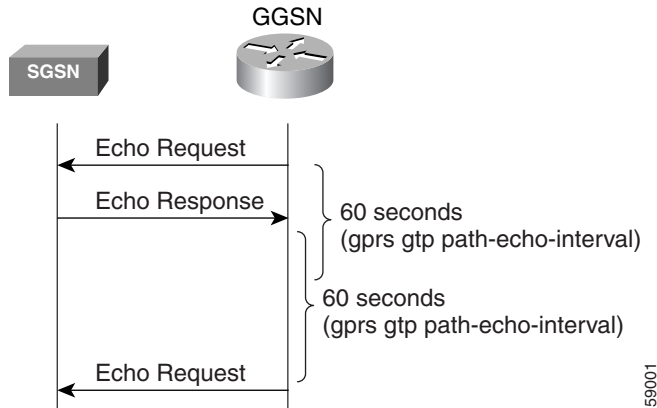 GGSN
SGSN
Echo Request
Echo Response
60 seconds
(gprs gtp path-echo-interval)
60 seconds
(gprs gtp path-echo-interval)
Echo Request
59001